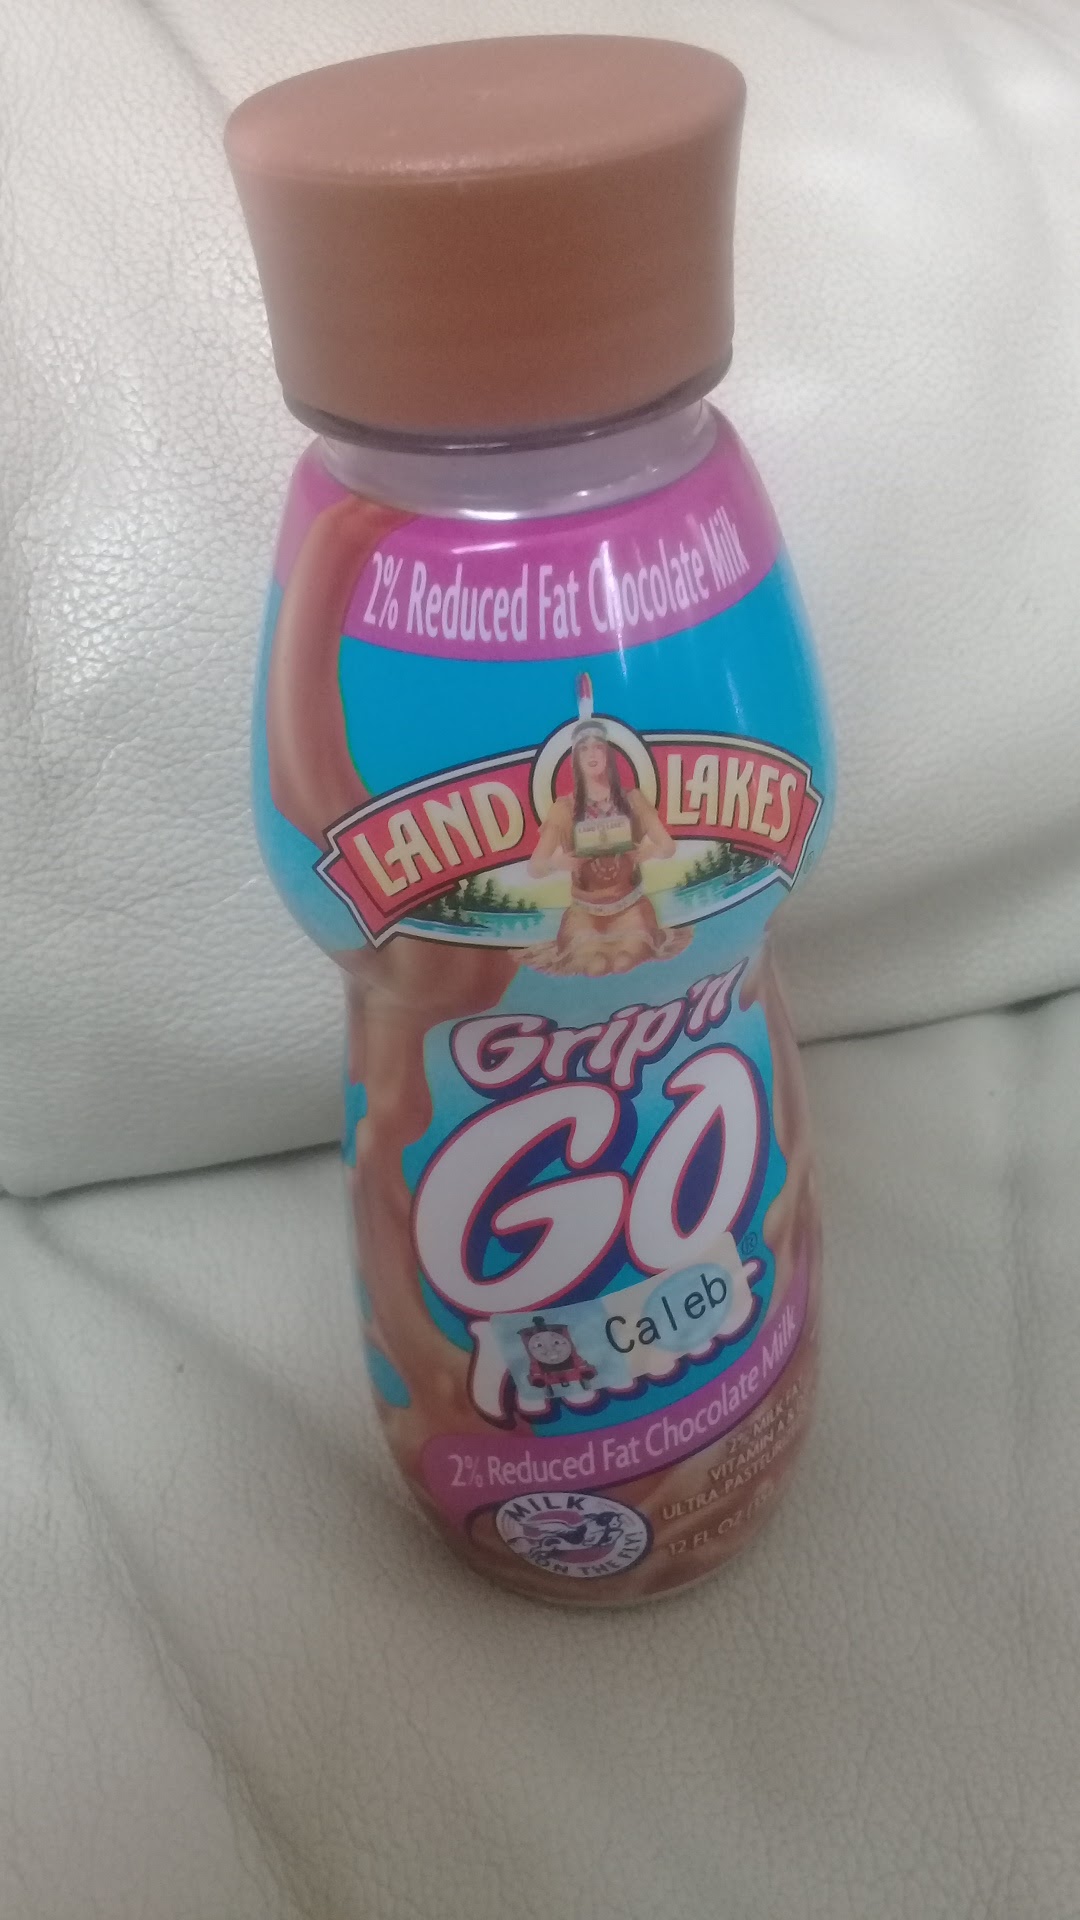 2% Reduced Fat Chocolate Milk
LAND O LAKES
Grip 'n
GO
Caleb
2% Reduced Fat Chocolate Milk
2% MILK FAT
VITAMIN A &
ULTRA-PASTEUR
MILK
ON THE FLY!
12 FL OZ